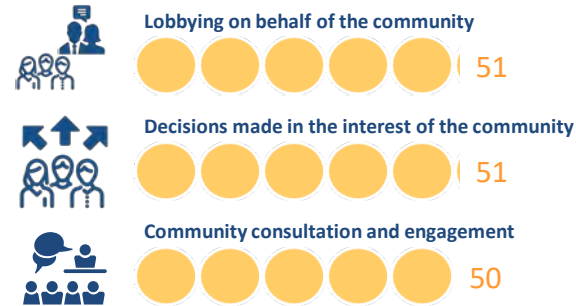 Lobbying on behalf of the community
51
Decisions made in the interest of the community
51
Community consultation and engagement
50